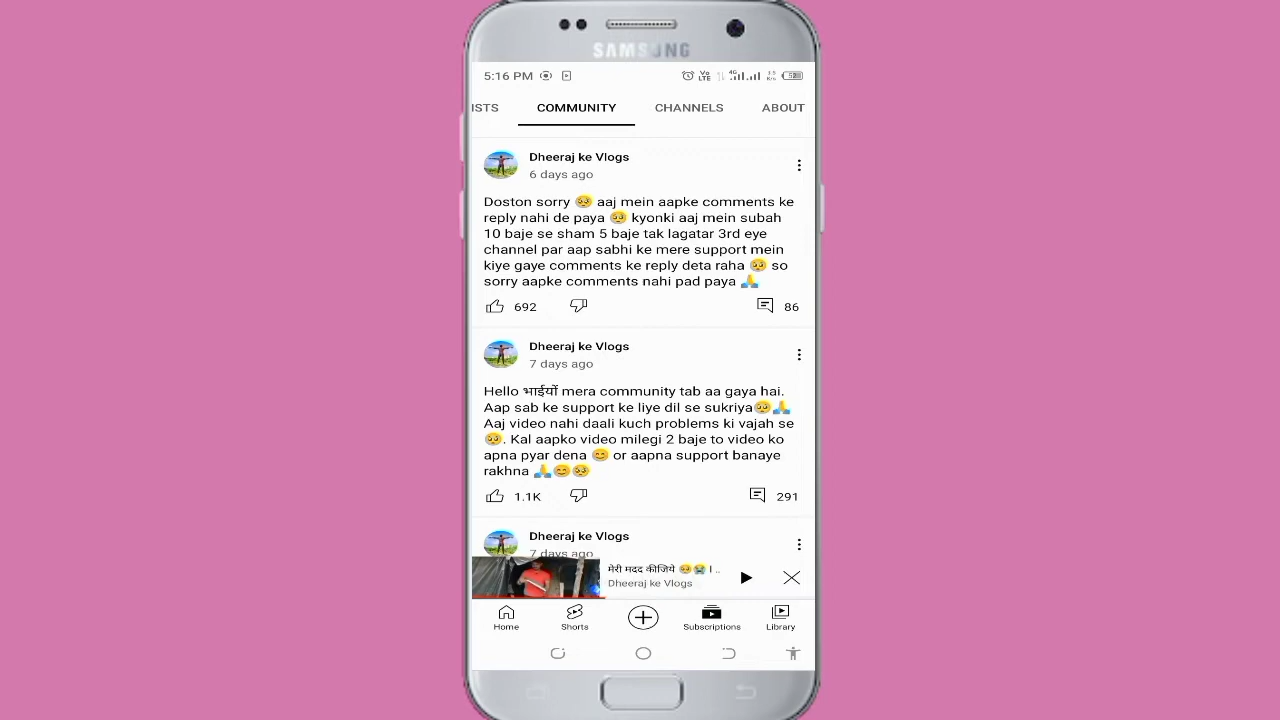 SAMSUNG
5:16 PM
ISTS COMMUNITY CHANNELS ABOUT
Dheeraj ke Vlogs
6 days ago
Doston sorry 🥺 aaj mein aapke comments ke
reply nahi de paya 🥺 kyonki aaj mein subah
10 baje se sham 5 baje tak lagatar 3rd eye
channel par aap sabhi ke mere support mein
kiye gaye comments ke reply deta raha 🥺 so
sorry aapke comments nahi pad paya 🙏
692 86
Dheeraj ke Vlogs
7 days ago
Hello भाईयों mera community tab aa gaya hai.
Aap sab ke support ke liye dil se sukriya🥺🙏
Aaj video nahi daali kuch problems ki vajah se
🥺. Kal aapko video milegi 2 baje to video ko
apna pyar dena 😊 or aapna support banaye
rakhna 🙏😊🥺
1.1K 291
Dheeraj ke Vlogs
7 days ago
मेरी मदद कीजिये 🥺😭 I ..
Dheeraj ke Vlogs
Home Shorts Subscriptions Library